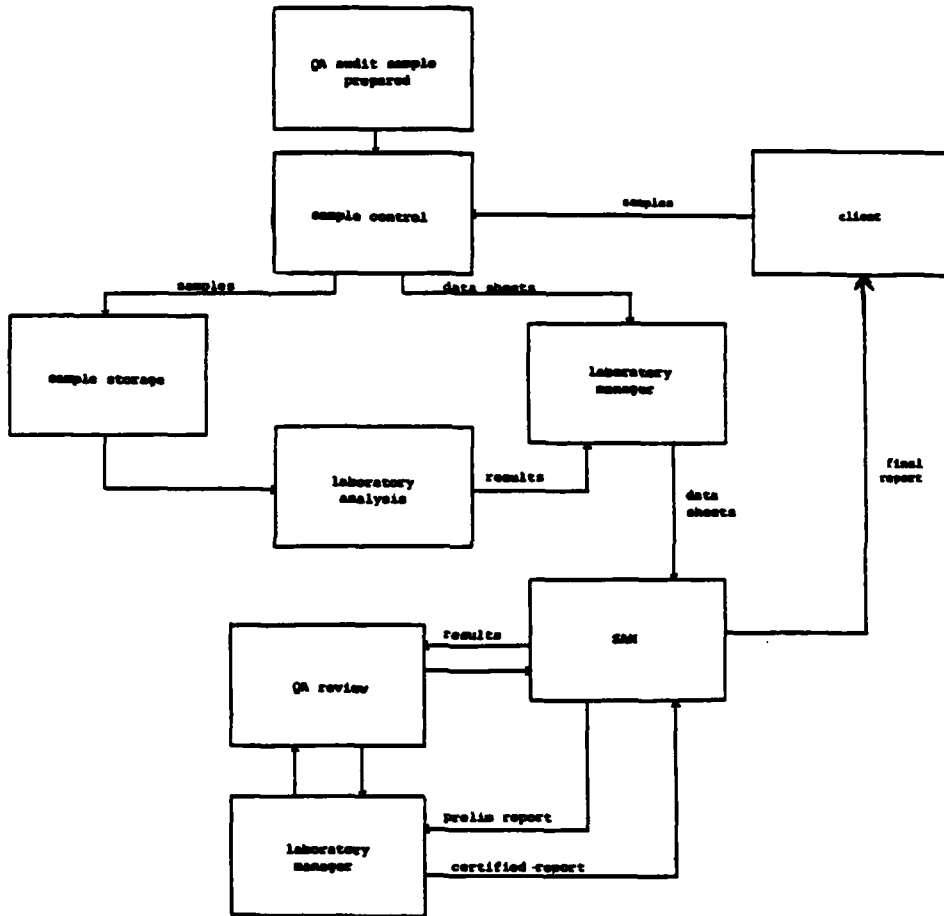 QA audit sample
prepared
sample control
samples
client
samples
data sheets
sample storage
laboratory
manager
laboratory
analysis
results
final
report
data
sheets
results
SAM
QA review
prelim report
laboratory
manager
certified report